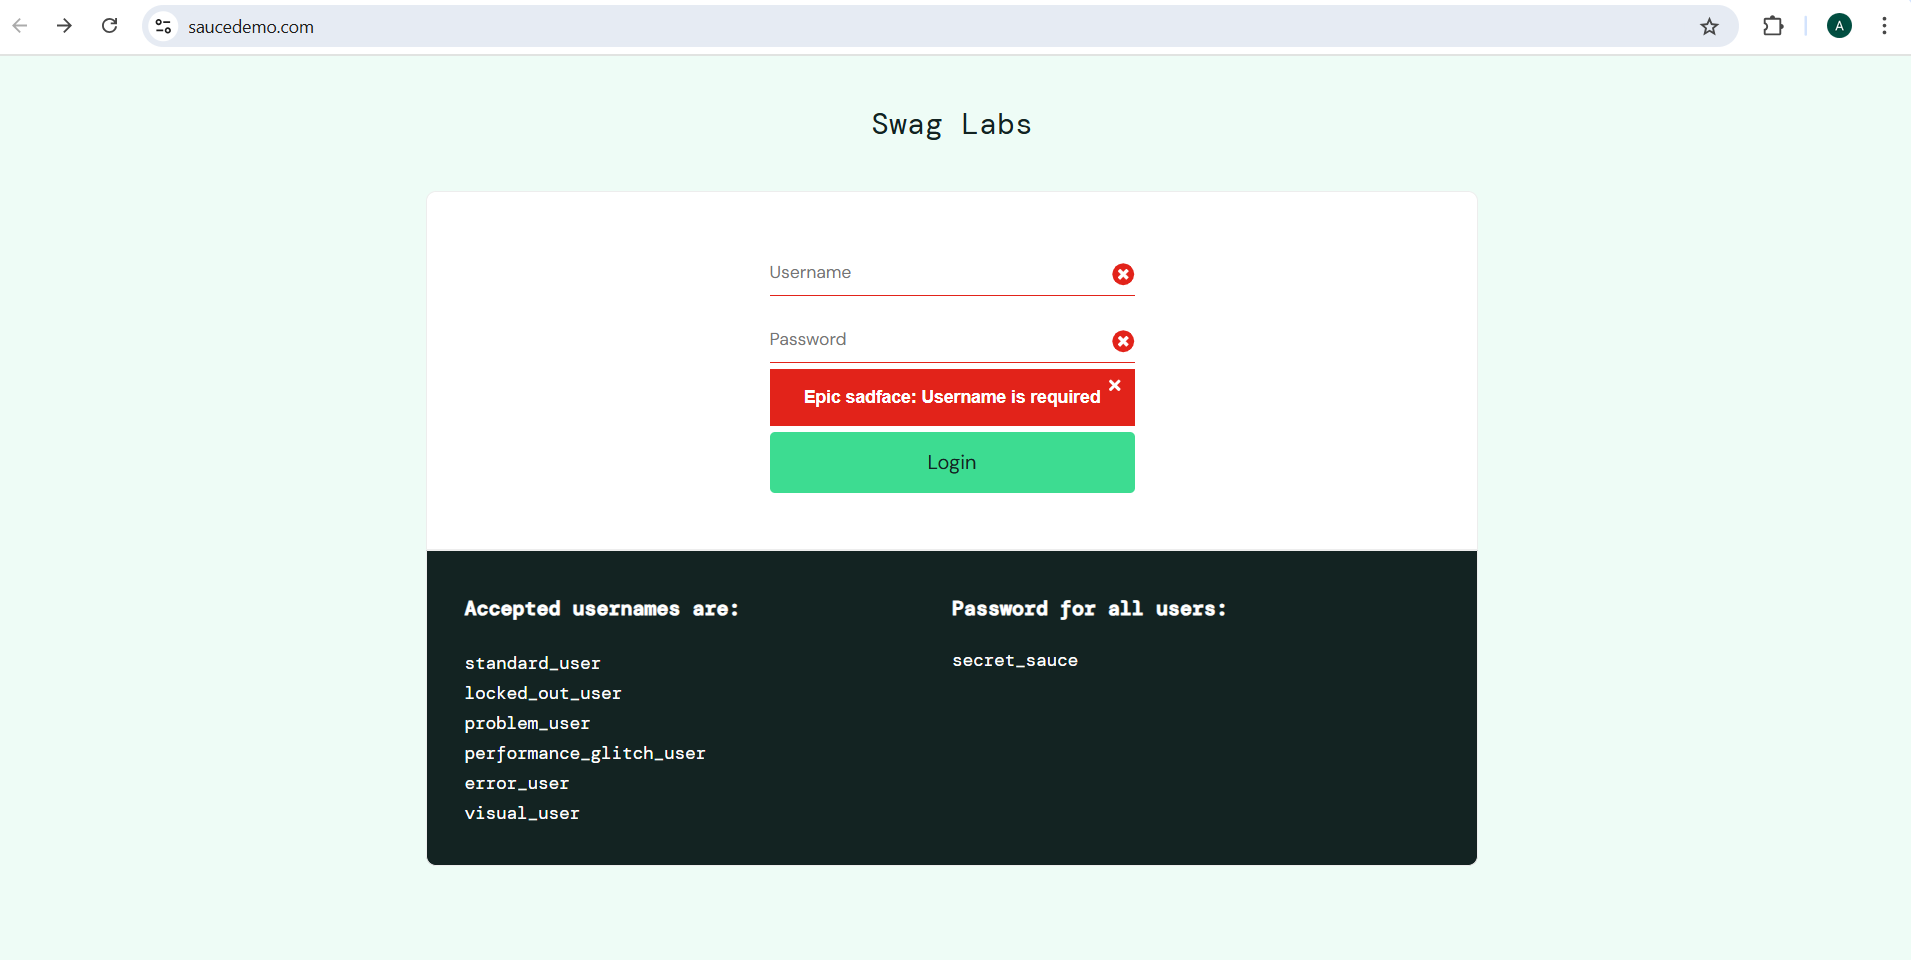 saucedemo.com
A
Swag Labs
Username
Password
Epic sadface: Username is required
Login
Accepted usernames are:
standard_user
locked_out_user
problem_user
performance_glitch_user
error_user
visual_user
Password for all users:
secret_sauce